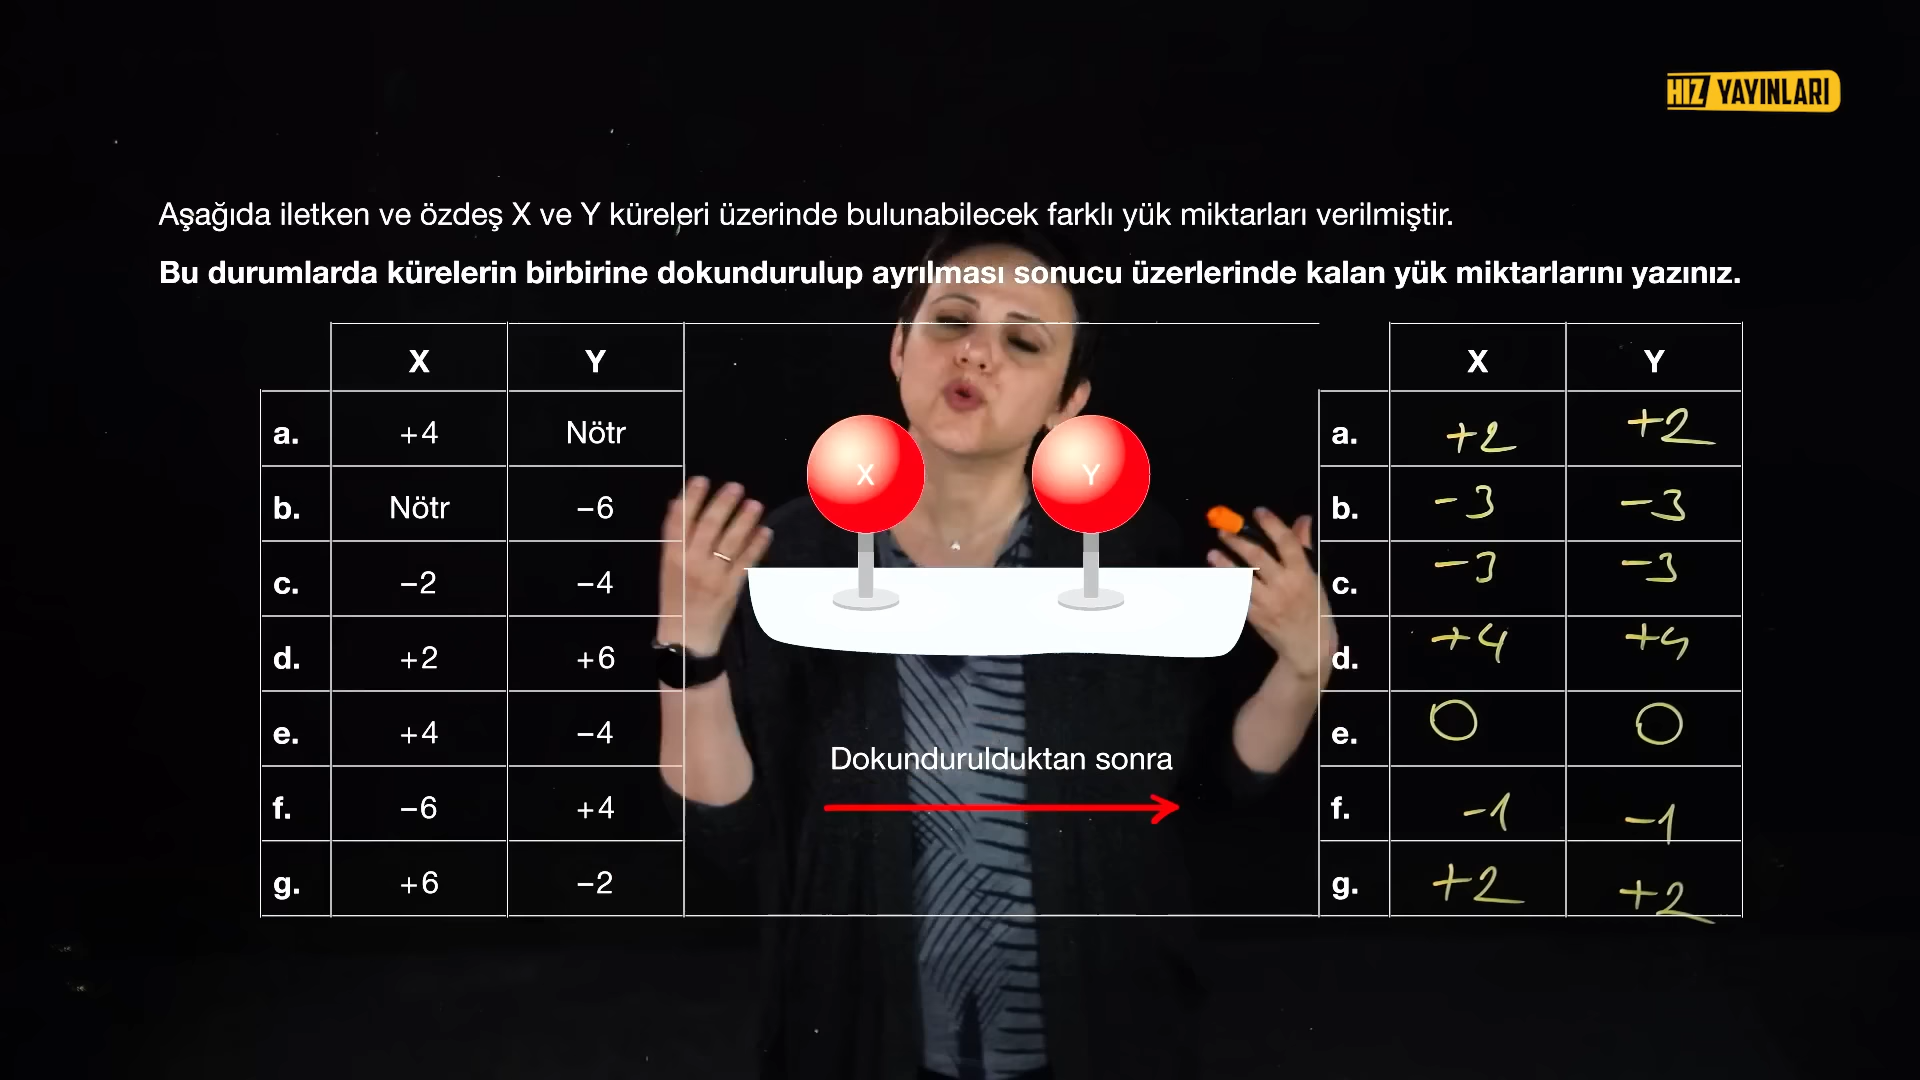 HIZ YAYINLARI
Aşağıda iletken ve özdeş X ve Y küreleri üzerinde bulunabilecek farklı yük miktarları verilmiştir.
Bu durumlarda kürelerin birbirine dokundurulup ayrılması sonucu üzerlerinde kalan yük miktarlarını yazınız.
X Y
a. +4 Nötr
b. Nötr −6
c. −2 −4
d. +2 +6
e. +4 −4
f. −6 +4
g. +6 −2
X Y
Dokundurulduktan sonra
X Y
a. +2 +2
b. −3 −3
c. −3 −3
d. +4 +4
e. 0 0
f. −1 −1
g. +2 +2